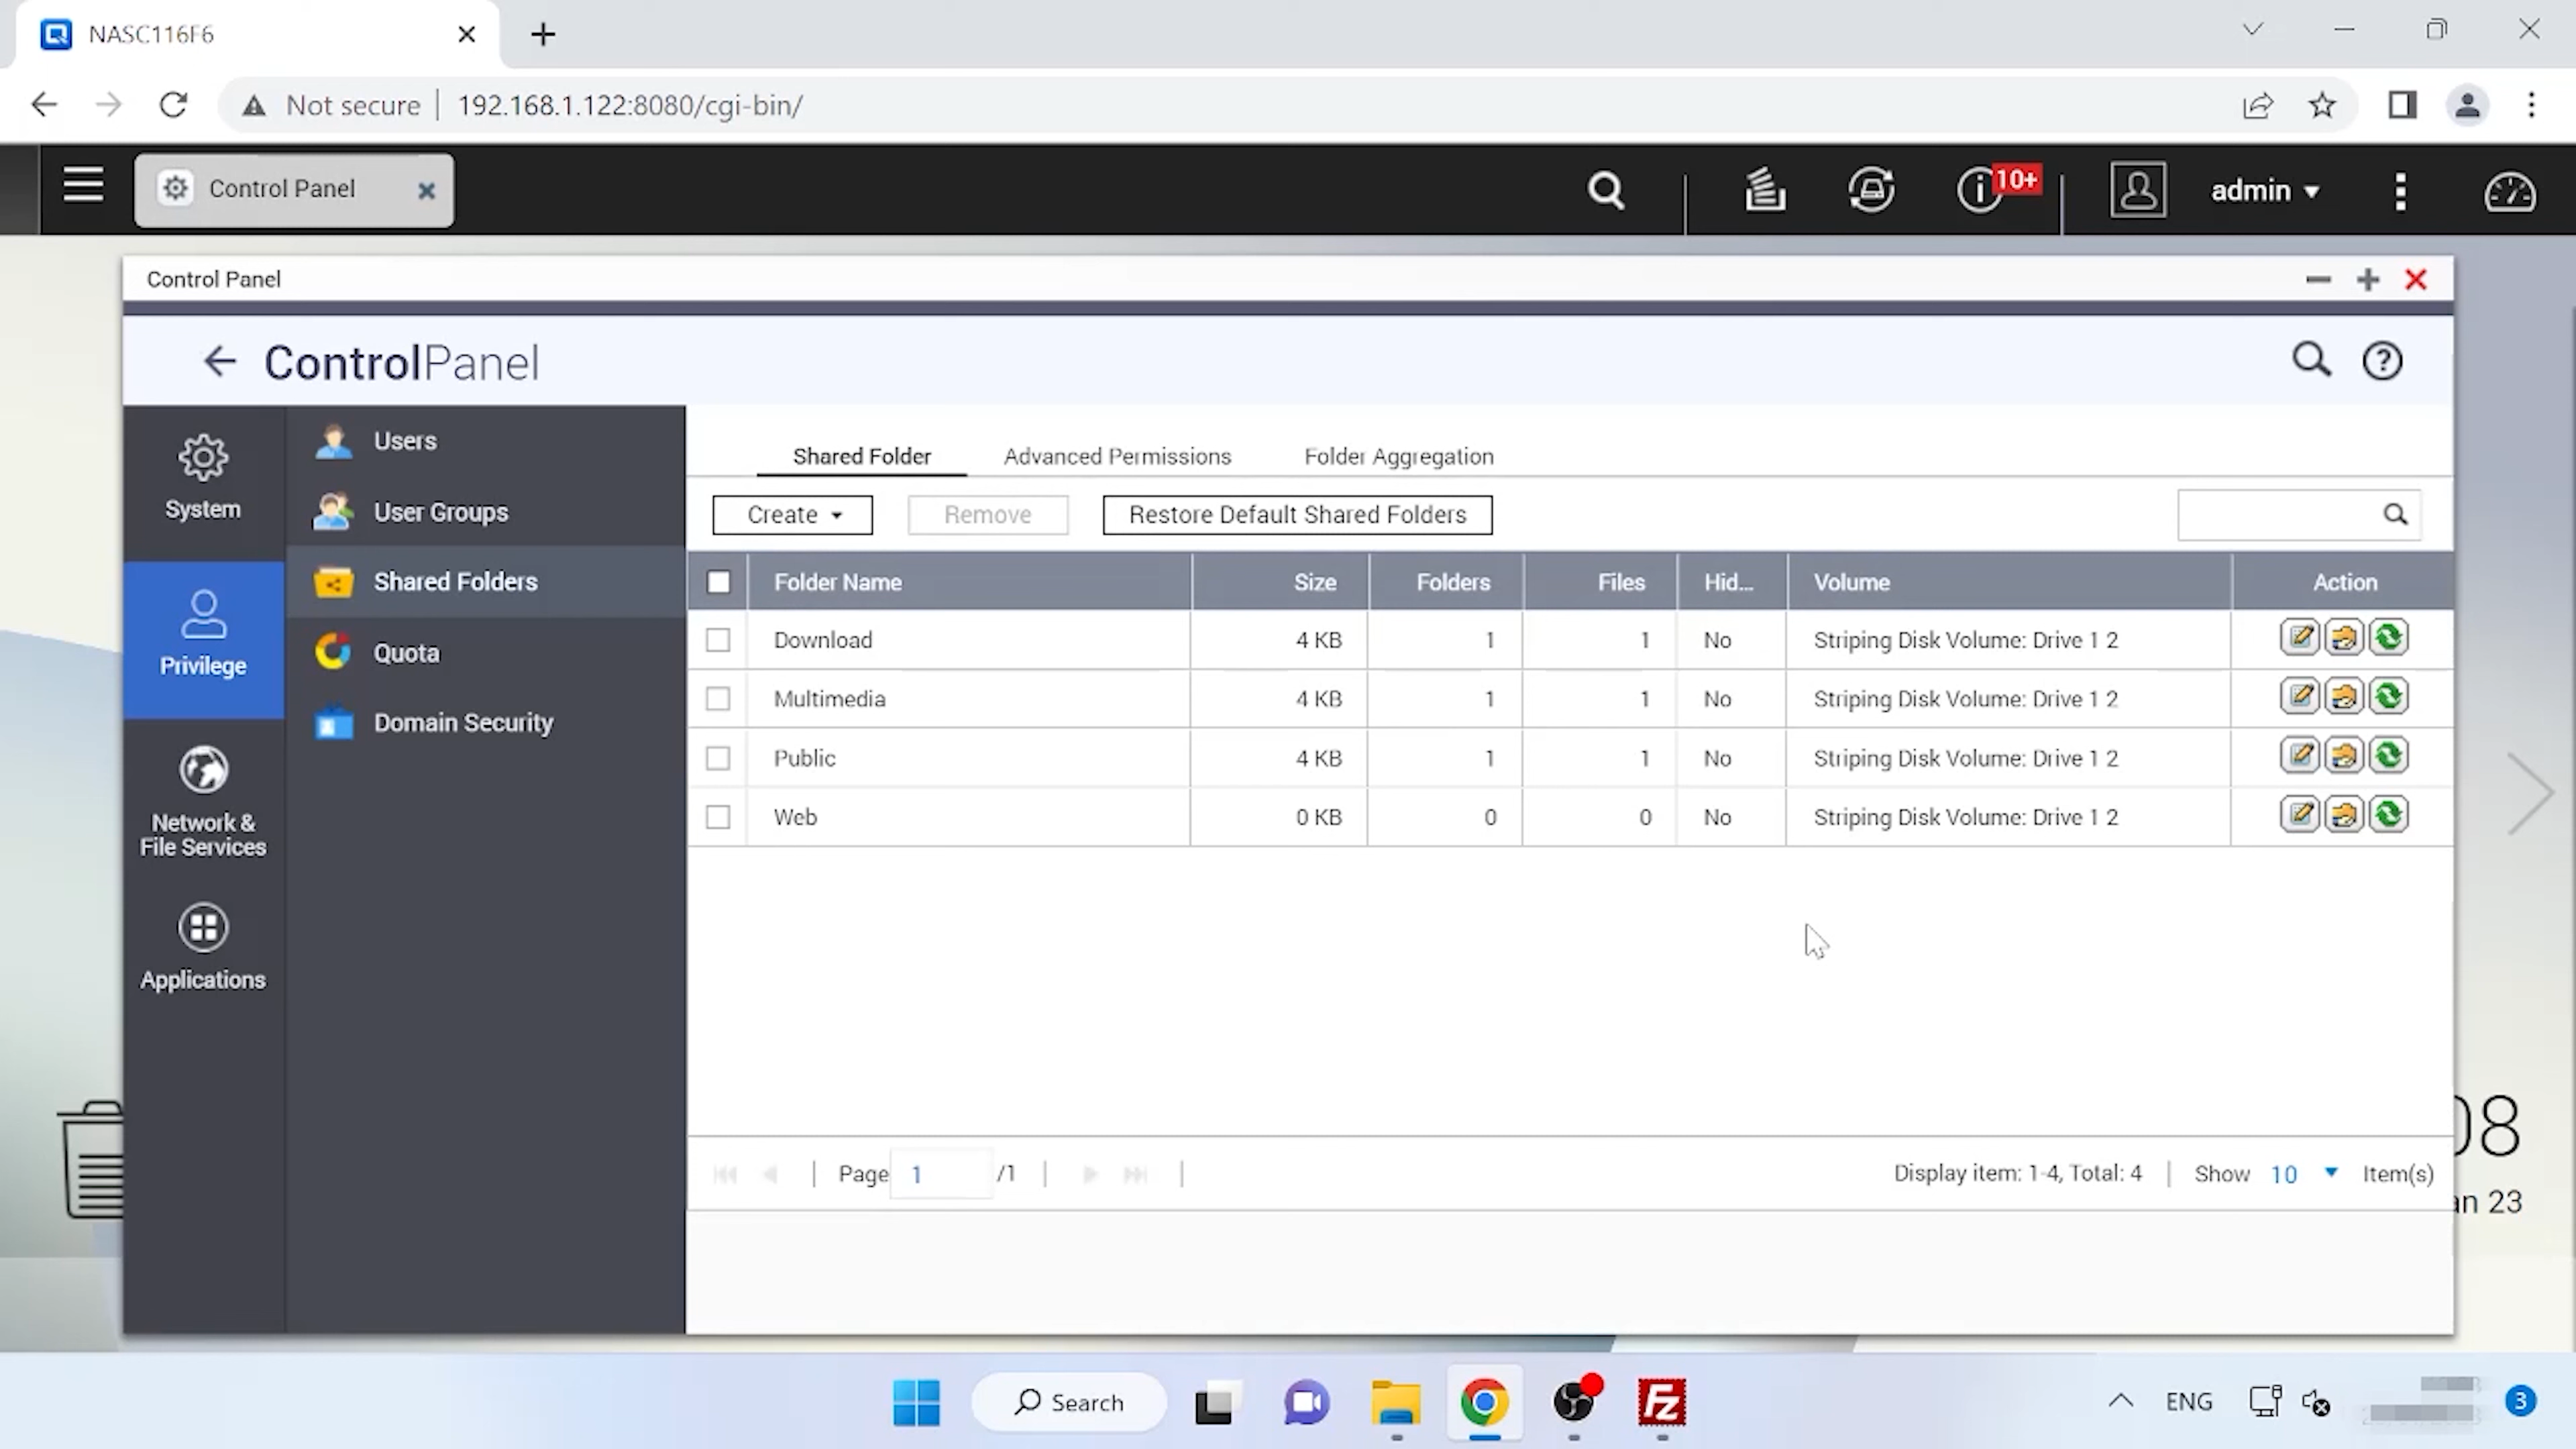 NASC116F6
Not secure 192.168.1.122:8080/cgi-bin/
Control Panel
10+
admin
Control Panel
ControlPanel
System
Privilege
Network &
File Services
Applications
Users
User Groups
Shared Folders
Quota
Domain Security
Shared Folder Advanced Permissions Folder Aggregation
Create Remove Restore Default Shared Folders
Folder Name Size Folders Files Hid... Volume Action
Download 4 KB 1 1 No Striping Disk Volume: Drive 1 2
Multimedia 4 KB 1 1 No Striping Disk Volume: Drive 1 2
Public 4 KB 1 1 No Striping Disk Volume: Drive 1 2
Web 0 KB 0 0 No Striping Disk Volume: Drive 1 2
Page 1 /1 Display item: 1-4, Total: 4 Show 10 Item(s)
08
an 23
Search
Fz
ENG
3